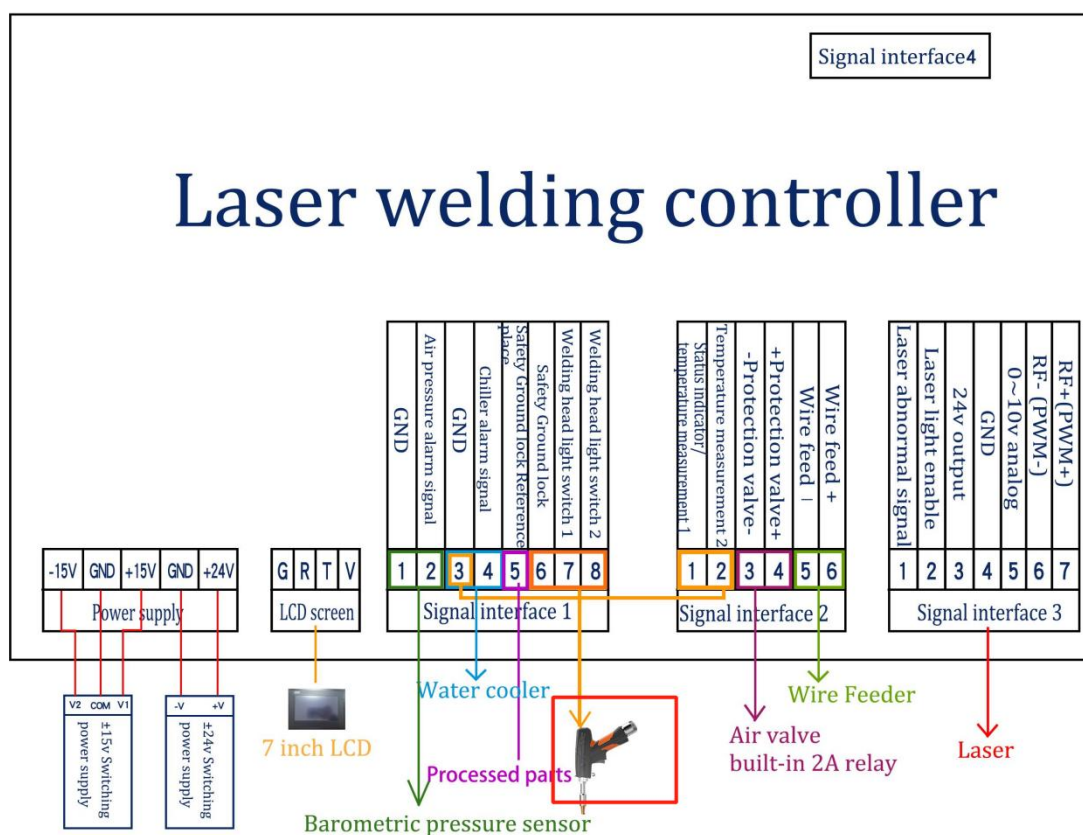 Signal interface4
Laser welding controller
GND
Air pressure alarm signal
GND
Chiller alarm signal
Safety Ground lock Reference
place
Safety Ground lock
Welding head light switch 1
Welding head light switch 2
Status indicator/
temperature measurement 1
Temperature measurement 2
-Protection valve-
+Protection valve+
Wire feed -
Wire feed +
Laser abnormal signal
Laser light enable
24v output
GND
0~10v analog
RF- (PWM-)
RF+(PWM+)
-15V GND +15V GND +24V
Power supply
G R T V
LCD screen
1 2 3 4 5 6 7 8
Signal interface 1
1 2 3 4 5 6
Signal interface 2
1 2 3 4 5 6 7
Signal interface 3
V2 COM V1
±15v Switching
power supply
-V +V
±24v Switching
power supply
7 inch LCD
Water cooler
Processed parts
Barometric pressure sensor
Air valve
built-in 2A relay
Wire Feeder
Laser